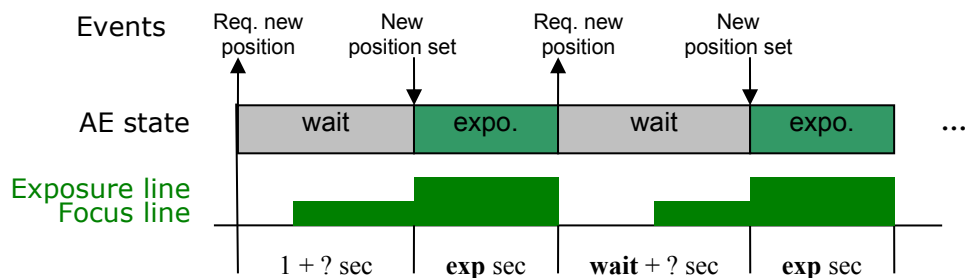 Events
Req. new
position
New
position set
Req. new
position
New
position set
AE state
wait
expo.
wait
expo.
...
Exposure line
Focus line
1 + ? sec
exp sec
wait + ? sec
exp sec